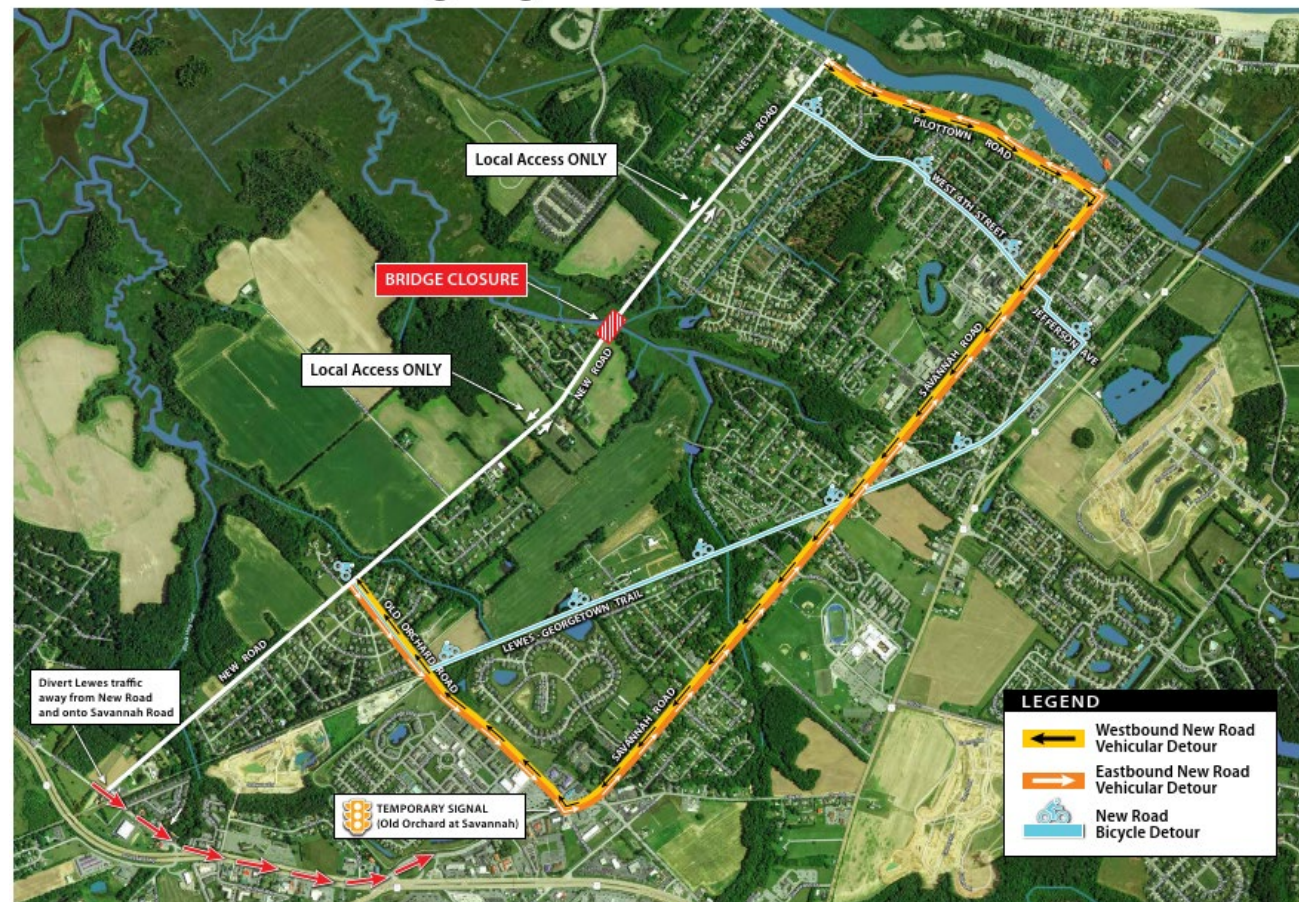 N
NEW ROAD
PILOTTOWN ROAD
Local Access ONLY
WEST 4TH STREET
BRIDGE CLOSURE
JEFFERSON AVE
NEW ROAD
SAVANNAH ROAD
Local Access ONLY
LEWES - GEORGETOWN TRAIL
OLD ORCHARD ROAD
NEW ROAD
SAVANNAH ROAD
Divert Lewes traffic
away from New Road
and onto Savannah Road
TEMPORARY SIGNAL
(Old Orchard at Savannah)
LEGEND
Westbound New Road
Vehicular Detour
Eastbound New Road
Vehicular Detour
New Road
Bicycle Detour